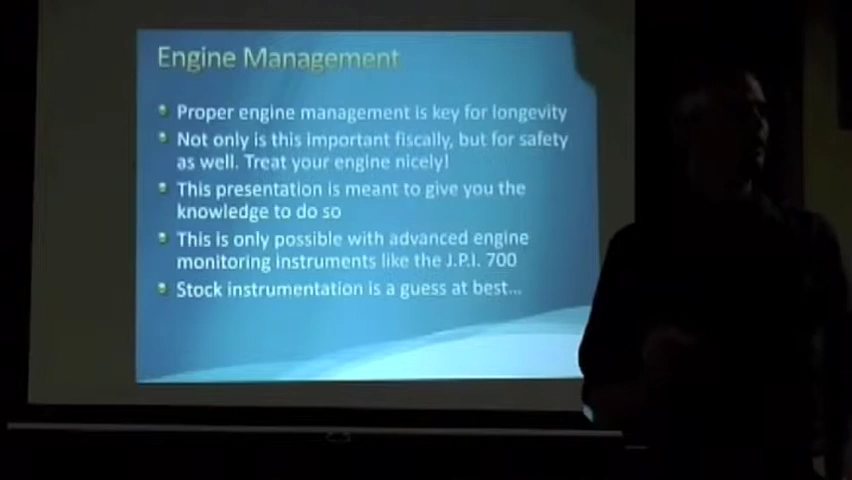 Engine Management
Proper engine management is key for longevity
Not only is this important fiscally, but for safety
as well. Treat your engine nicely!
This presentation is meant to give you the
knowledge to do so
This is only possible with advanced engine
monitoring instruments like the J.P.I. 700
Stock instrumentation is a guess at best...